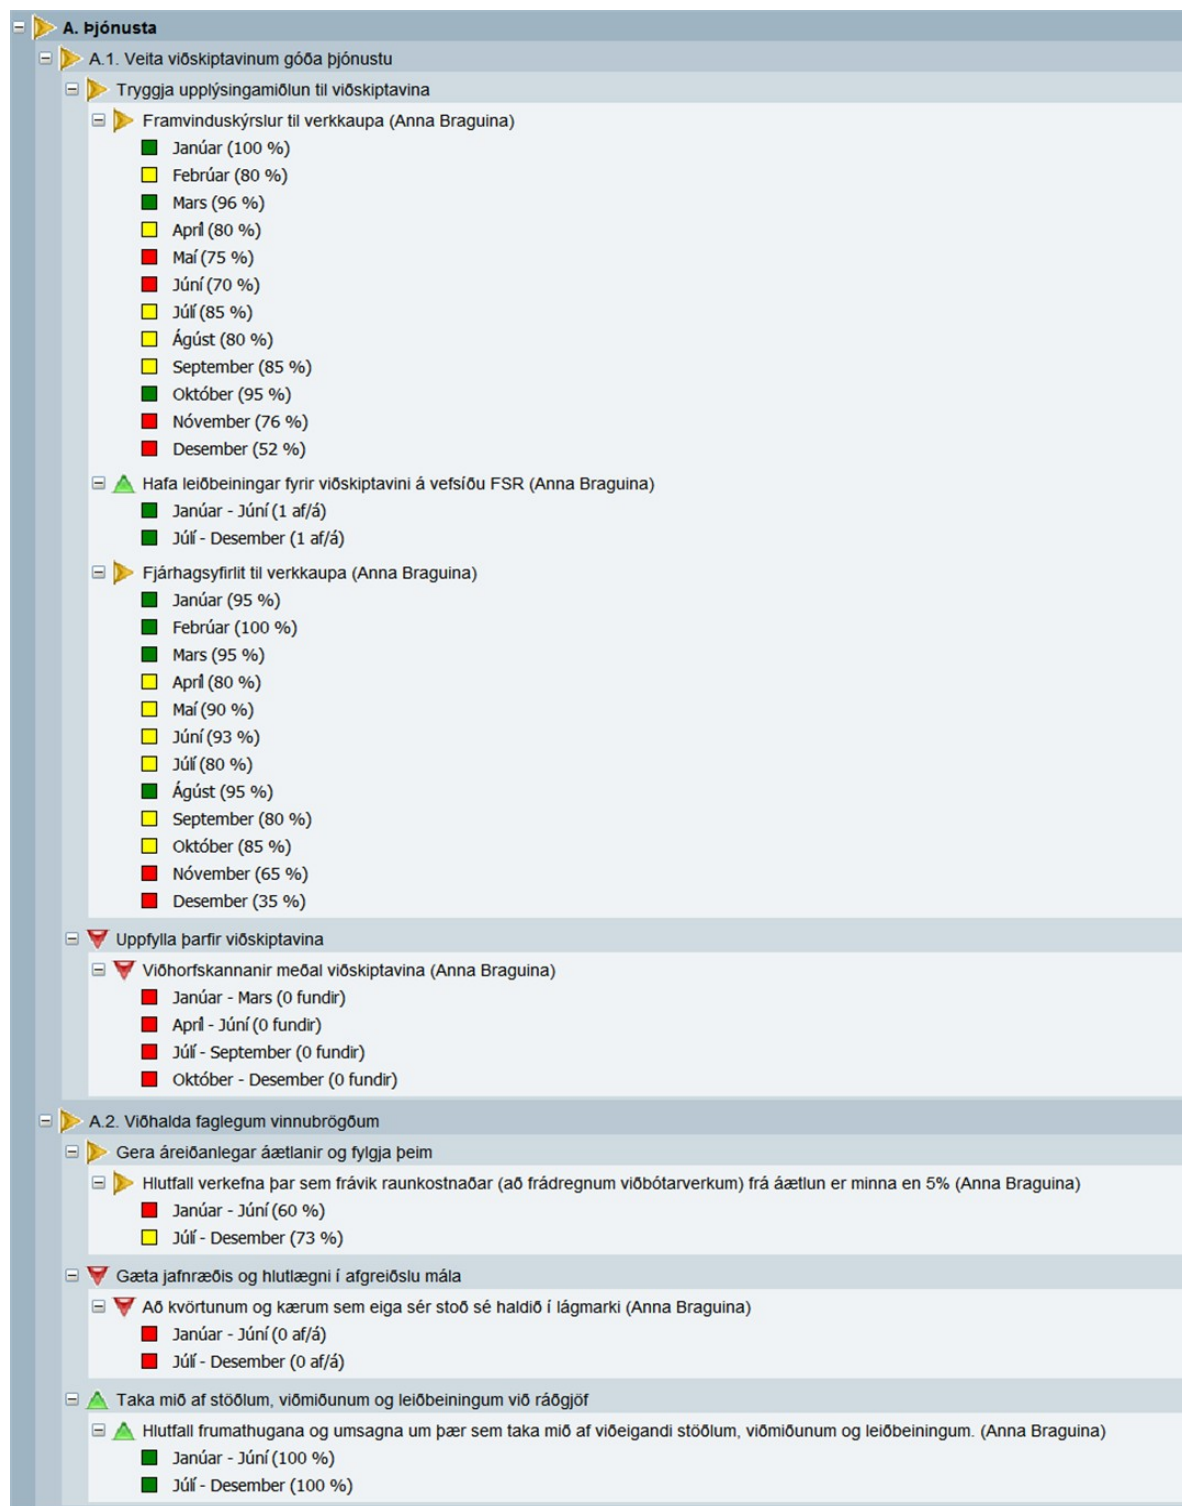 A. Þjónusta
A.1. Veita viðskiptavinum góða þjónustu
Tryggja upplýsingamiðlun til viðskiptavina
Framvinduskýrslur til verkkaupa (Anna Braguina)
Janúar (100 %)
Febrúar (80 %)
Mars (96 %)
Apríl (80 %)
Maí (75 %)
Júní (70 %)
Júlí (85 %)
Ágúst (80 %)
September (85 %)
Október (95 %)
Nóvember (76 %)
Desember (52 %)
Hafa leiðbeiningar fyrir viðskiptavini á vefsíðu FSR (Anna Braguina)
Janúar - Júní (1 af/á)
Júlí - Desember (1 af/á)
Fjárhagsyfirlit til verkkaupa (Anna Braguina)
Janúar (95 %)
Febrúar (100 %)
Mars (95 %)
Apríl (80 %)
Maí (90 %)
Júní (93 %)
Júlí (80 %)
Ágúst (95 %)
September (80 %)
Október (85 %)
Nóvember (65 %)
Desember (35 %)
Uppfylla þarfir viðskiptavina
Viðhorfskannanir meðal viðskiptavina (Anna Braguina)
Janúar - Mars (0 fundir)
Apríl - Júní (0 fundir)
Júlí - September (0 fundir)
Október - Desember (0 fundir)
A.2. Viðhalda faglegum vinnubrögðum
Gera áreiðanlegar áætlanir og fylgja þeim
Hlutfall verkefna þar sem frávik raunkostnaðar (að frádregnum viðbótarverkum) frá áætlun er minna en 5% (Anna Braguina)
Janúar - Júní (60 %)
Júlí - Desember (73 %)
Gæta jafnræðis og hlutlægni í afgreiðslu mála
Að kvörtunum og kærum sem eiga sér stoð sé haldið í lágmarki (Anna Braguina)
Janúar - Júní (0 af/á)
Júlí - Desember (0 af/á)
Taka mið af stöðlum, viðmiðunum og leiðbeiningum við ráðgjöf
Hlutfall frumathugana og umsagna um þær sem taka mið af viðeigandi stöðlum, viðmiðunum og leiðbeiningum. (Anna Braguina)
Janúar - Júní (100 %)
Júlí - Desember (100 %)